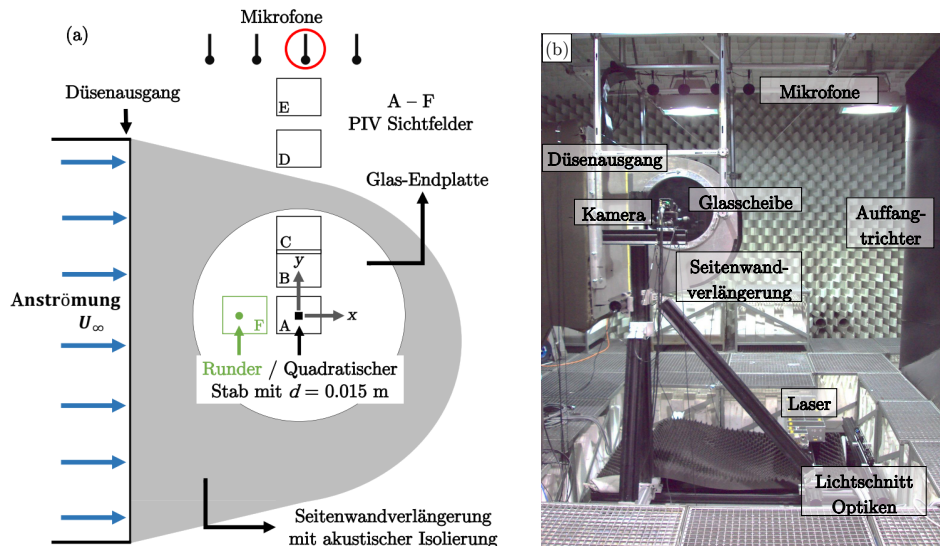 (a)
Mikrofone
Düsenausgang
E
A – F
PIV Sichtfelder
D
Glas-Endplatte
C
y
B
Anströmung
U∞
F
A
x
Runder / Quadratischer
Stab mit d = 0.015 m
Seitenwandverlängerung
mit akustischer Isolierung
(b)
Mikrofone
Düsenausgang
Glasscheibe
Kamera
Auffang-
trichter
Seitenwand-
verlängerung
Laser
Lichtschnitt
Optiken